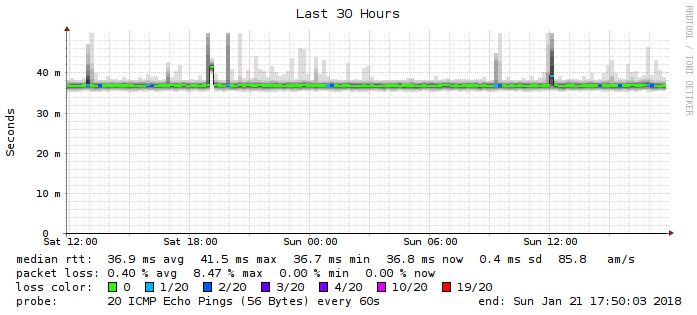 Last 30 Hours
RRDTOOL / TOBI OETIKER
Seconds
40 m
30 m
20 m
10 m
0
Sat 12:00 Sat 18:00 Sun 00:00 Sun 06:00 Sun 12:00
median rtt: 36.9 ms avg 41.5 ms max 36.7 ms min 36.8 ms now 0.4 ms sd 85.8 am/s
packet loss: 0.40 % avg 8.47 % max 0.00 % min 0.00 % now
loss color: 0 1/20 2/20 3/20 4/20 10/20 19/20
probe: 20 ICMP Echo Pings (56 Bytes) every 60s end: Sun Jan 21 17:50:03 2018